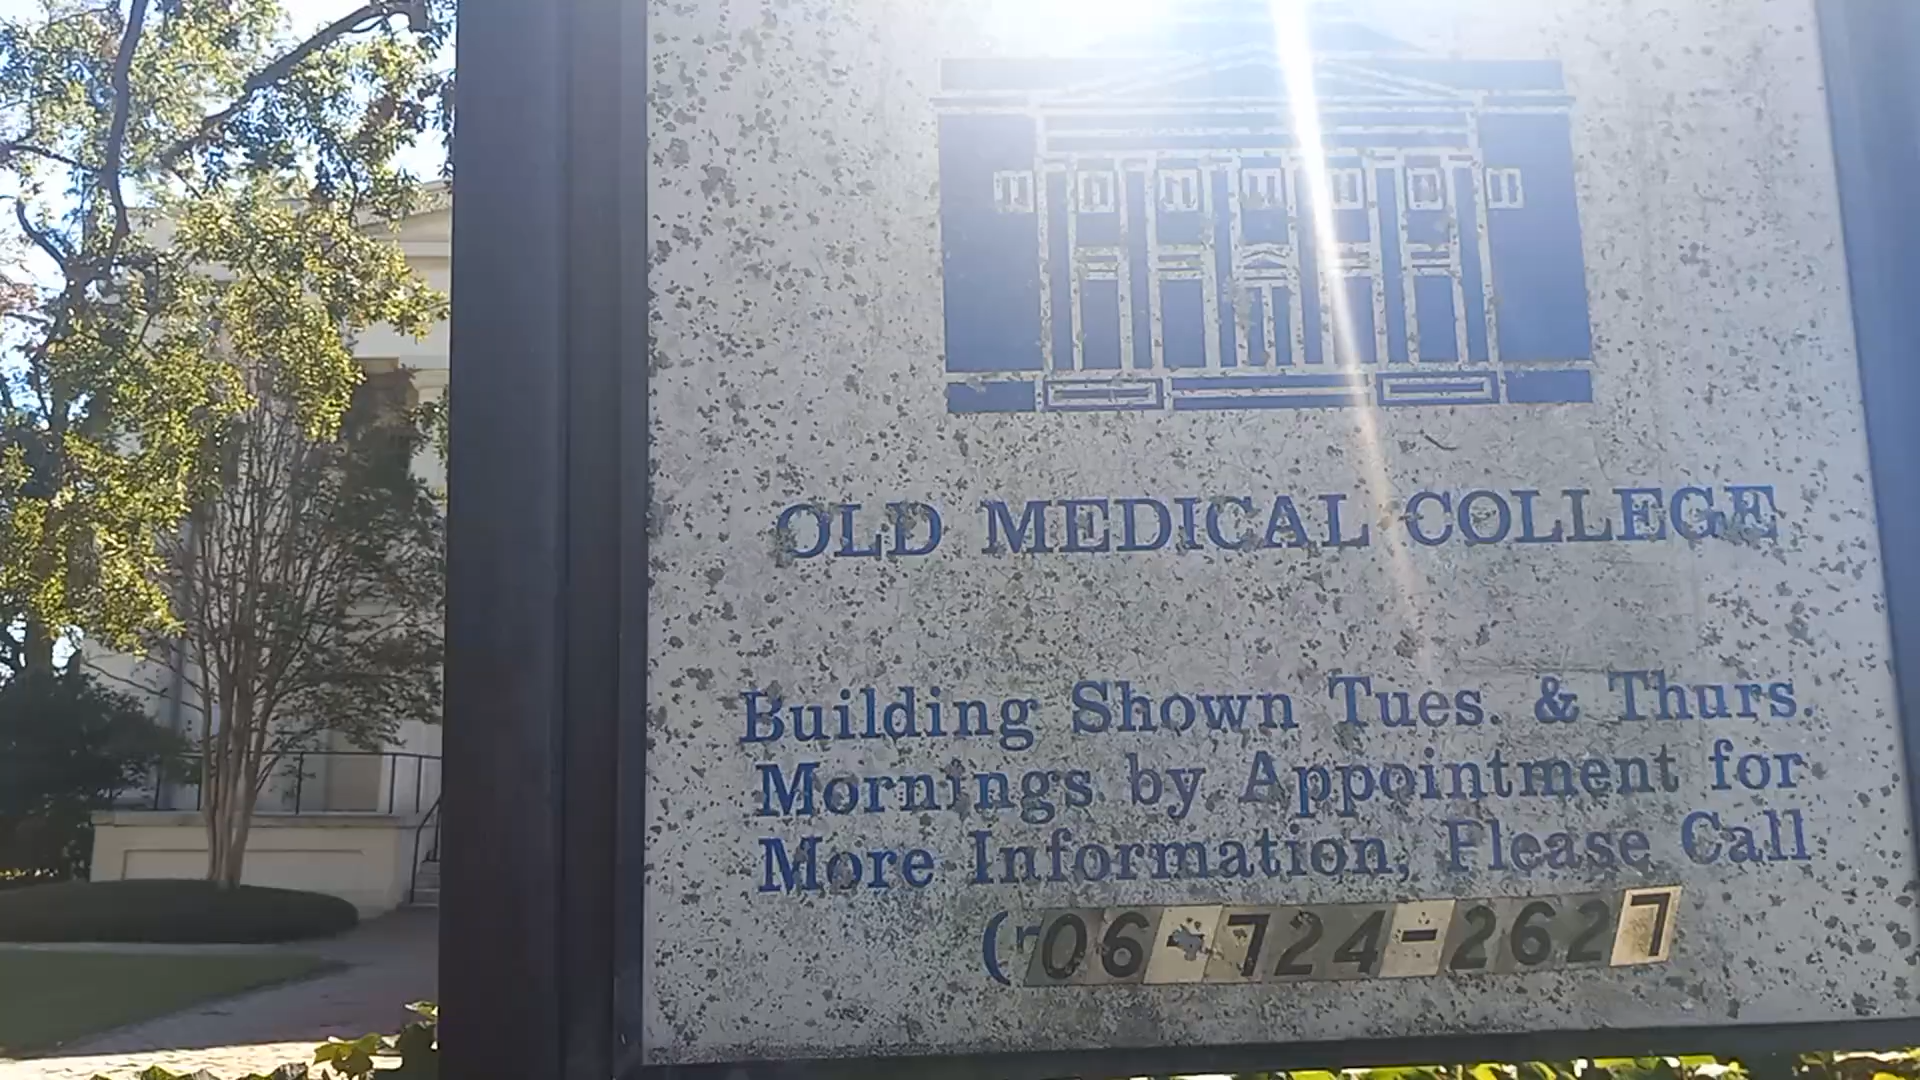 OLD MEDICAL COLLEGE
Building Shown Tues. & Thurs.
Mornings by Appointment for
More Information, Please Call
(706-724-2627